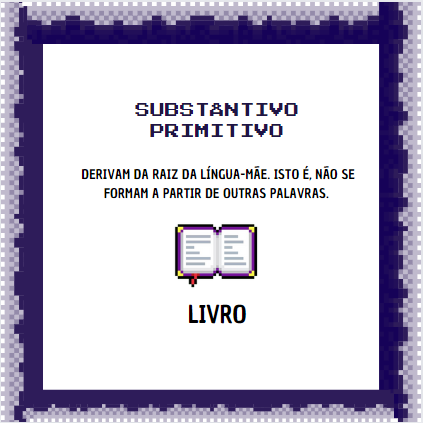 SUBSTANTIVO
PRIMITIVO
DERIVAM DA RAIZ DA LÍNGUA-MÃE. ISTO É, NÃO SE
FORMAM A PARTIR DE OUTRAS PALAVRAS.
LIVRO